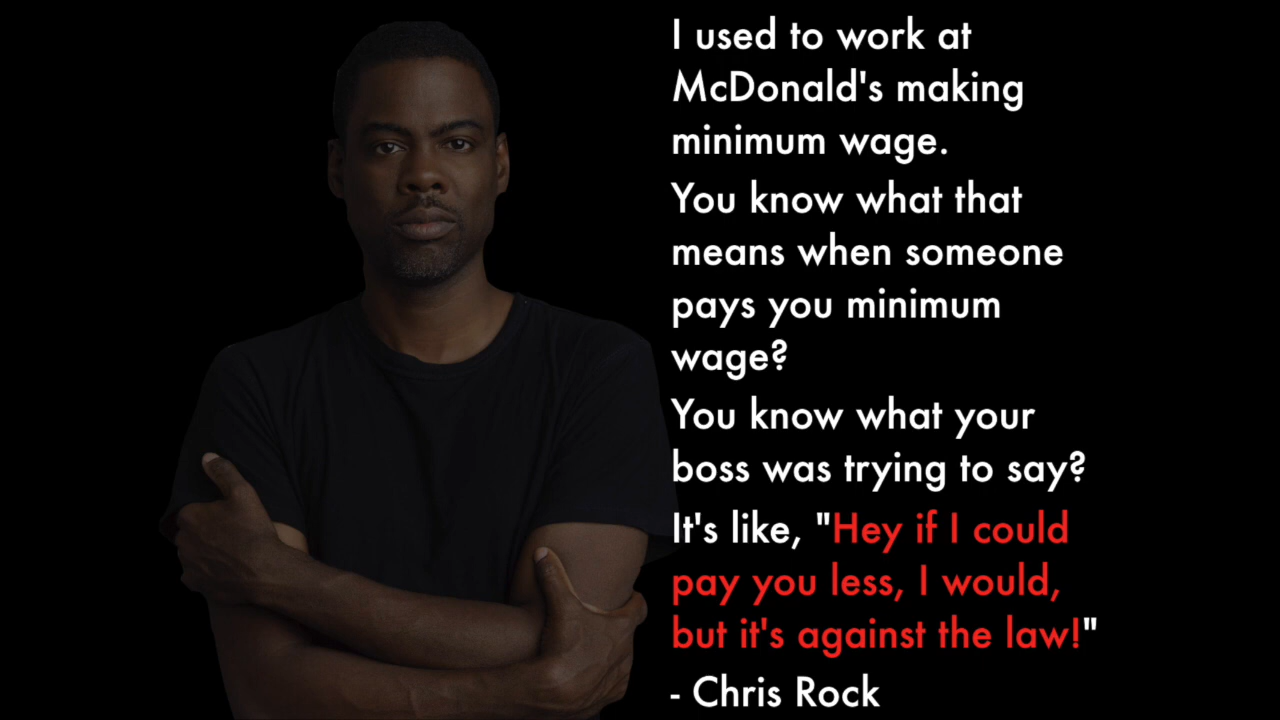 I used to work at
McDonald's making
minimum wage.
You know what that
means when someone
pays you minimum
wage?
You know what your
boss was trying to say?
It's like, "Hey if I could
pay you less, I would,
but it's against the law!"
- Chris Rock